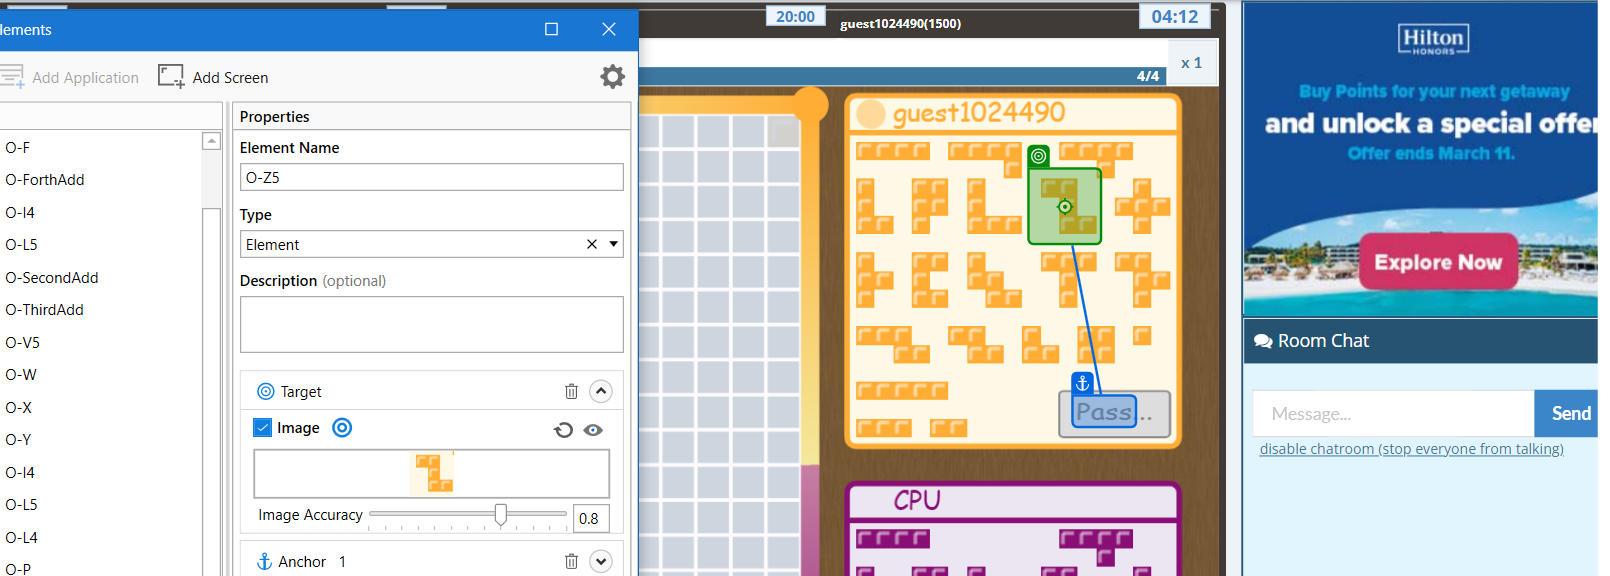 lements
Add Application
Add Screen
O-F
O-ForthAdd
O-I4
O-L5
O-SecondAdd
O-ThirdAdd
O-V5
O-W
O-X
O-Y
O-I4
O-L5
O-L4
O-P
Properties
Element Name
O-Z5
Type
Element
Description (optional)
Target
Image
Image Accuracy
0.8
Anchor 1
20:00
guest1024490(1500)
04:12
x 1
4/4
guest1024490
Pass...
CPU
Hilton
HONORS
Buy Points for your next getaway
and unlock a special offer
Offer ends March 11.
Explore Now
Room Chat
Message...
Send
disable chatroom (stop everyone from talking)